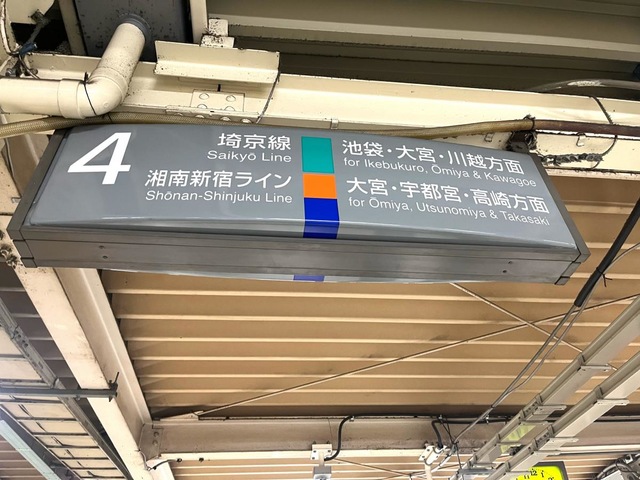 4
埼京線
Saikyō Line
池袋・大宮・川越方面
for Ikebukuro, Ōmiya & Kawagoe
湘南新宿ライン
Shōnan-Shinjuku Line
大宮・宇都宮・高崎方面
for Ōmiya, Utsunomiya & Takasaki